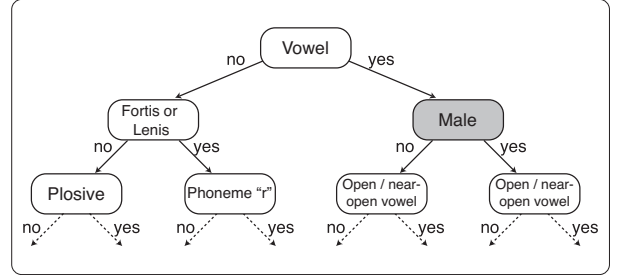 Vowel
no yes
Fortis or
Lenis
Male
no yes no yes
Plosive
Phoneme “r”
Open / near-
open vowel
Open / near-
open vowel
no yes no yes no yes no yes